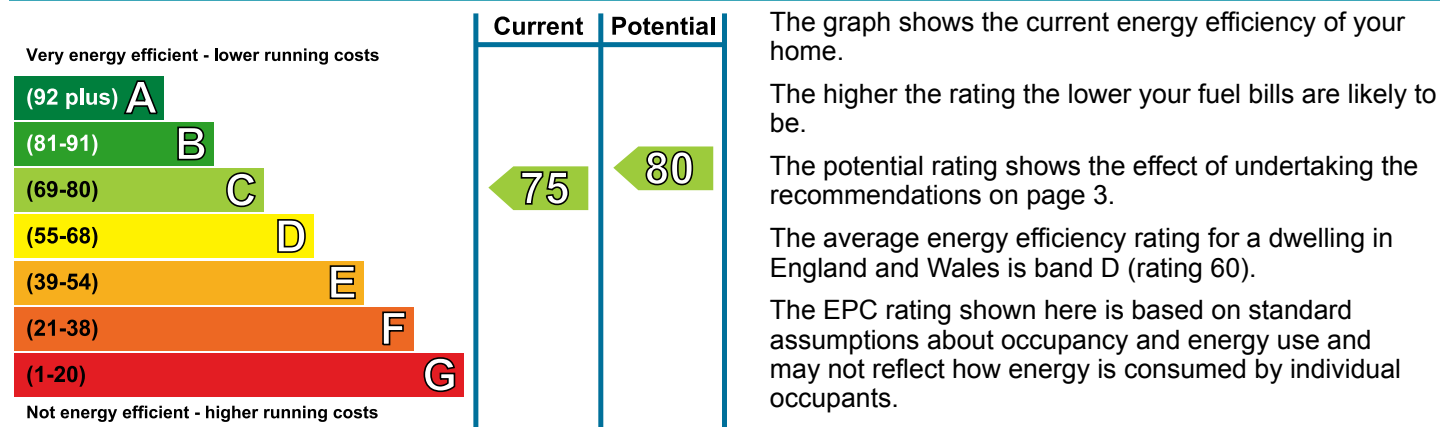 Current Potential
Very energy efficient - lower running costs
(92 plus) A
(81-91) B
(69-80) C
(55-68) D
(39-54) E
(21-38) F
(1-20) G
Not energy efficient - higher running costs
75
80
The graph shows the current energy efficiency of your
home.
The higher the rating the lower your fuel bills are likely to
be.
The potential rating shows the effect of undertaking the
recommendations on page 3.
The average energy efficiency rating for a dwelling in
England and Wales is band D (rating 60).
The EPC rating shown here is based on standard
assumptions about occupancy and energy use and
may not reflect how energy is consumed by individual
occupants.